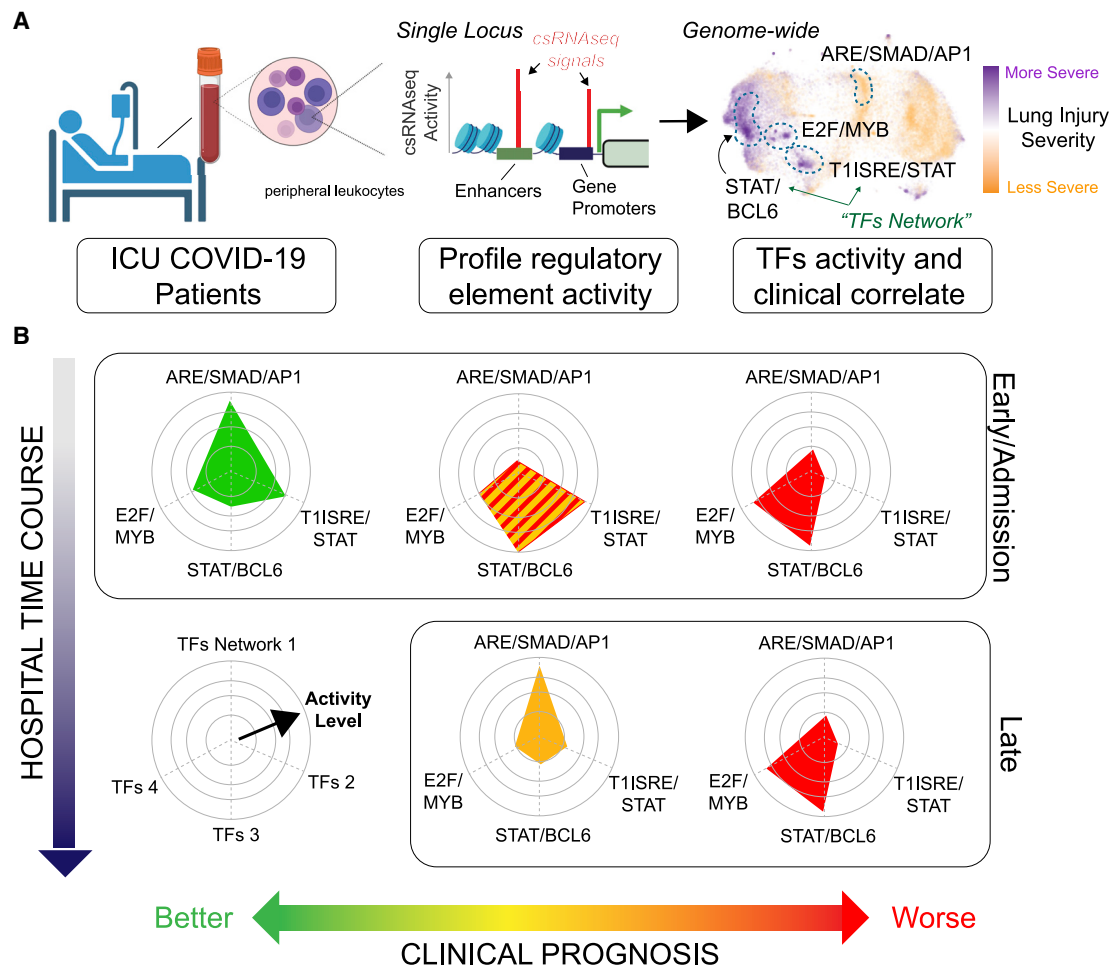 A
Single Locus
csRNAseq
signals
csRNAseq
Activity
Enhancers
Gene
Promoters
peripheral leukocytes
Genome-wide
ARE/SMAD/AP1
E2F/MYB
T1ISRE/STAT
STAT/
BCL6
“TFs Network”
More Severe
Lung Injury
Severity
Less Severe
ICU COVID-19
Patients
Profile regulatory
element activity
TFs activity and
clinical correlate
B
HOSPITAL TIME COURSE
ARE/SMAD/AP1
E2F/
MYB
T1ISRE/
STAT
STAT/BCL6
ARE/SMAD/AP1
E2F/
MYB
T1ISRE/
STAT
STAT/BCL6
ARE/SMAD/AP1
E2F/
MYB
T1ISRE/
STAT
STAT/BCL6
Early/Admission
TFs Network 1
Activity
Level
TFs 4
TFs 2
TFs 3
ARE/SMAD/AP1
E2F/
MYB
T1ISRE/
STAT
STAT/BCL6
ARE/SMAD/AP1
E2F/
MYB
T1ISRE/
STAT
STAT/BCL6
Late
Better
Worse
CLINICAL PROGNOSIS